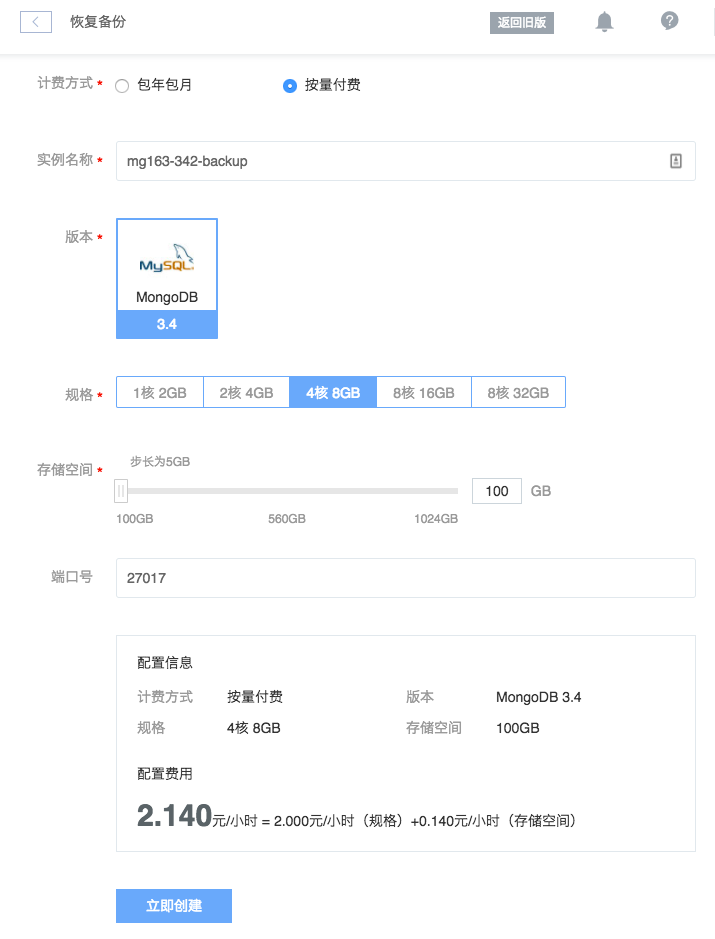 恢复备份 返回旧版
计费方式 * 包年包月 按量付费
实例名称 * mg163-342-backup
版本 *
MySQL
MongoDB
3.4
规格 * 1核 2GB 2核 4GB 4核 8GB 8核 16GB 8核 32GB
步长为5GB
存储空间 * 100 GB
100GB 560GB 1024GB
端口号 27017
配置信息
计费方式 按量付费 版本 MongoDB 3.4
规格 4核 8GB 存储空间 100GB
配置费用
2.140元/小时 = 2.000元/小时（规格）+0.140元/小时（存储空间）
立即创建